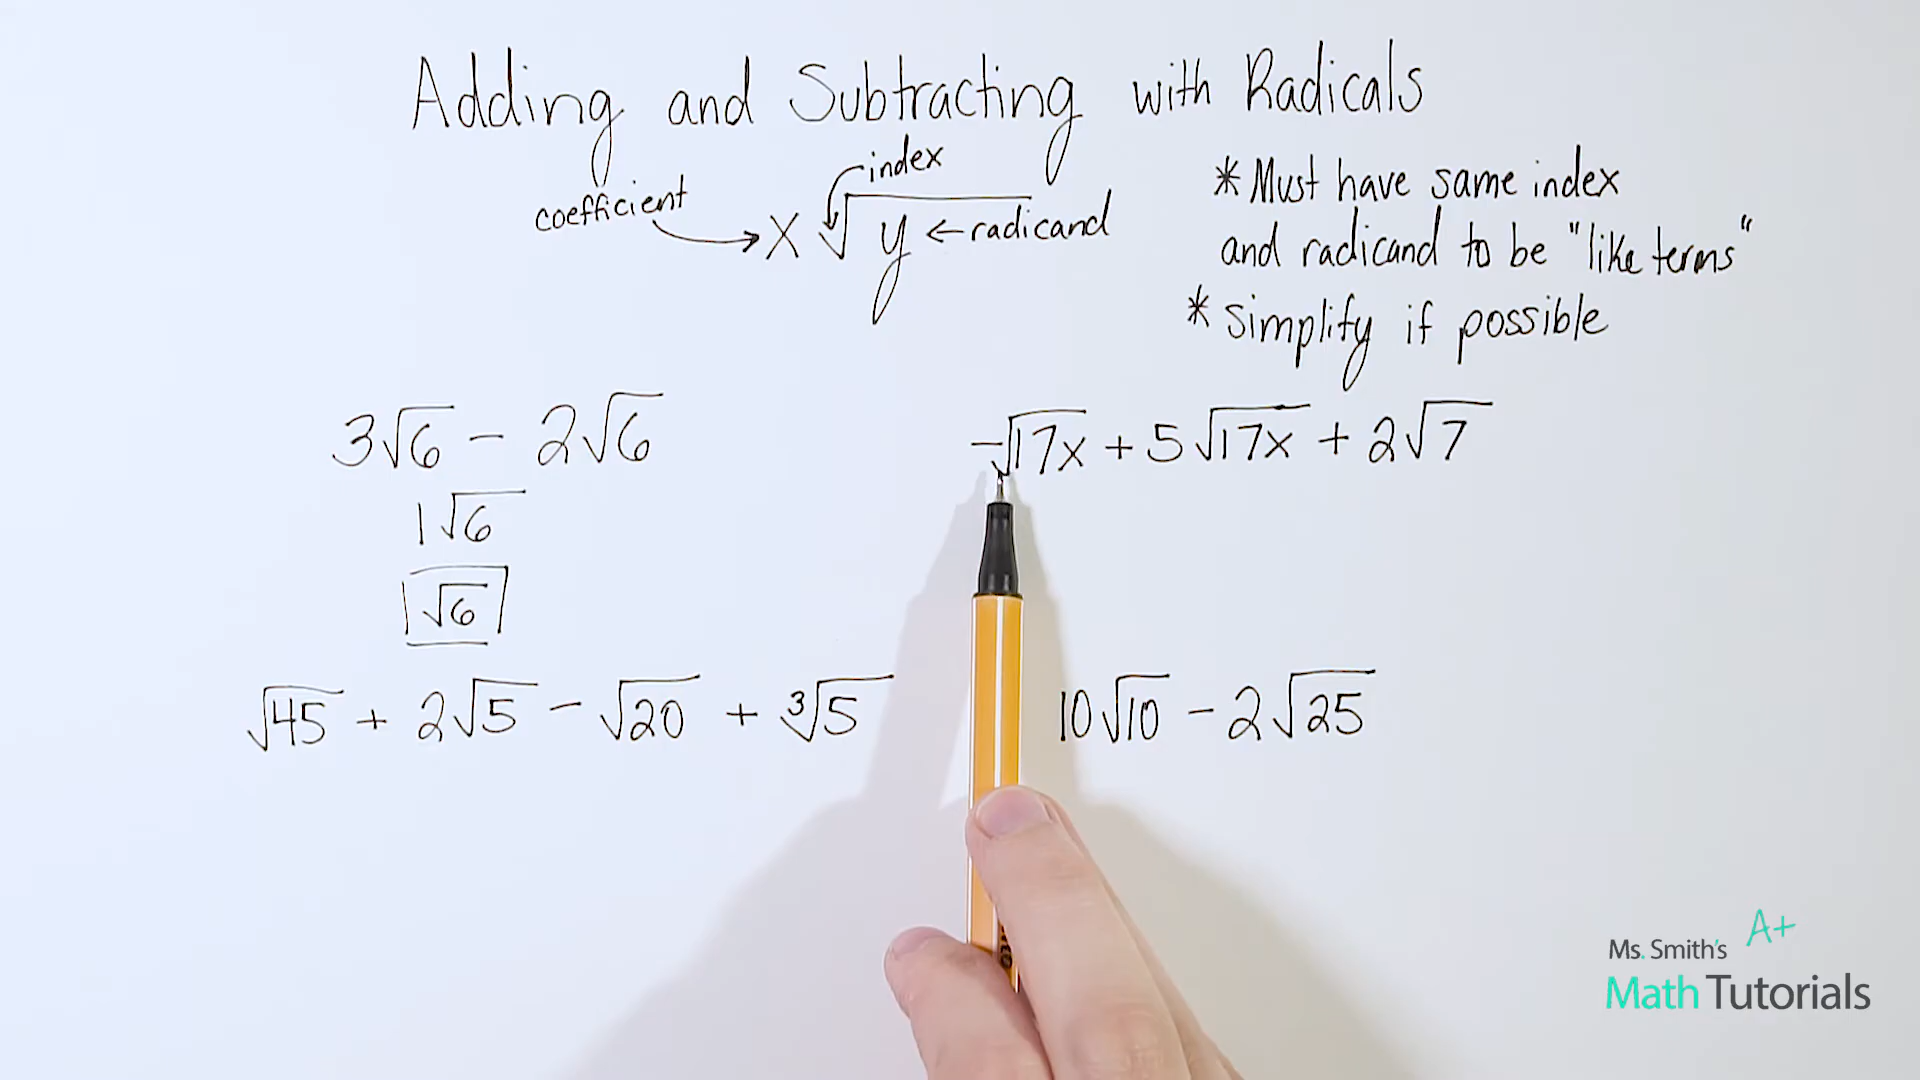 Adding and Subtracting with Radicals
index
coefficient
x √y ← radicand
* Must have same index
and radicand to be "like terms"
* Simplify if possible
3√6 - 2√6
1√6
√6
-√17x + 5√17x + 2√7
√45 + 2√5 - √20 + ³√5
10√10 - 2√25
Ms. Smith's A+
Math Tutorials